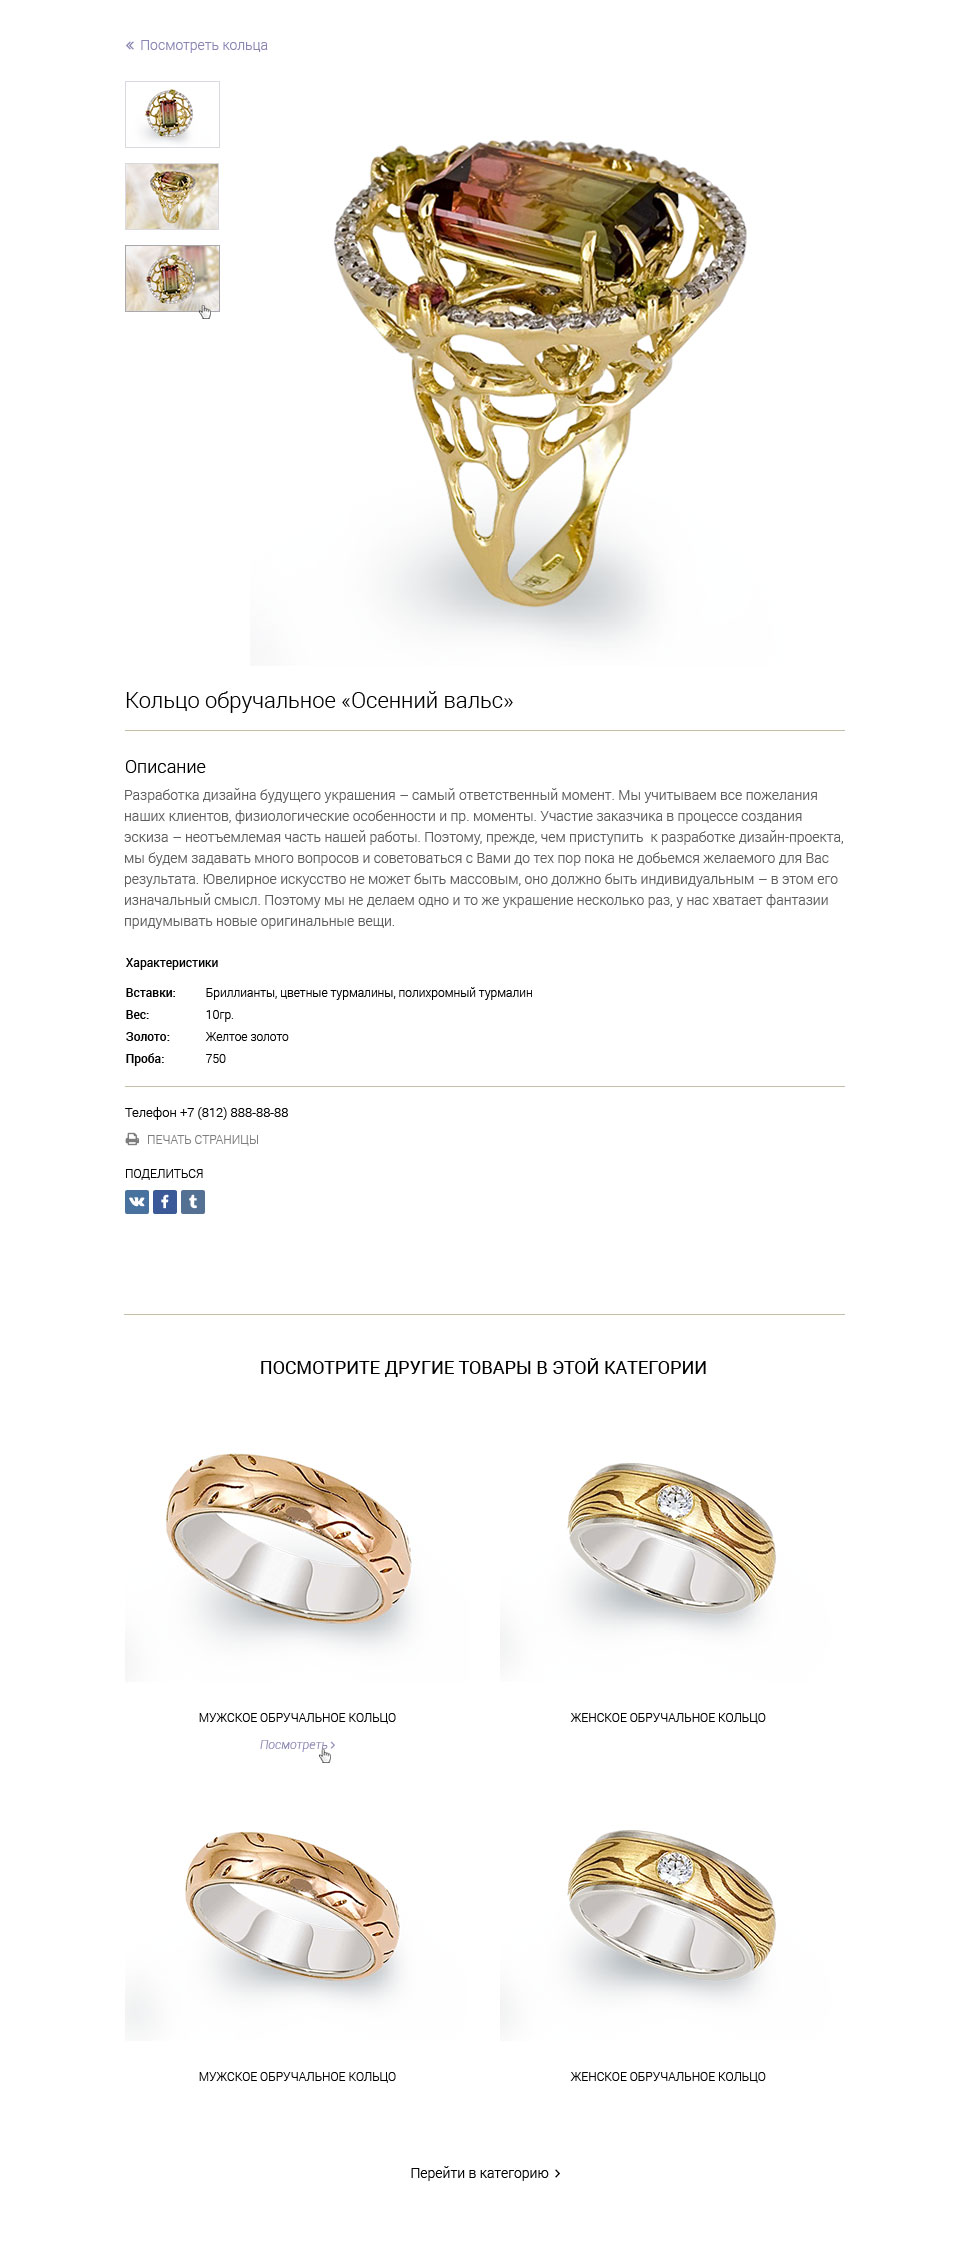 « Посмотреть кольца
Кольцо обручальное «Осенний вальс»
Описание
Разработка дизайна будущего украшения – самый ответственный момент. Мы учитываем все пожелания
наших клиентов, физиологические особенности и пр. моменты. Участие заказчика в процессе создания
эскиза – неотъемлемая часть нашей работы. Поэтому, прежде, чем приступить  к разработке дизайн-проекта,
мы будем задавать много вопросов и советоваться с Вами до тех пор пока не добьемся желаемого для Вас
результата. Ювелирное искусство не может быть массовым, оно должно быть индивидуальным – в этом его
изначальный смысл. Поэтому мы не делаем одно и то же украшение несколько раз, у нас хватает фантазии
придумывать новые оригинальные вещи.
Характеристики
Вставки: Бриллианты, цветные турмалины, полихромный турмалин
Вес: 10гр.
Золото: Желтое золото
Проба: 750
Телефон +7 (812) 888-88-88
ПЕЧАТЬ СТРАНИЦЫ
ПОДЕЛИТЬСЯ
ПОСМОТРИТЕ ДРУГИЕ ТОВАРЫ В ЭТОЙ КАТЕГОРИИ
МУЖСКОЕ ОБРУЧАЛЬНОЕ КОЛЬЦО
ЖЕНСКОЕ ОБРУЧАЛЬНОЕ КОЛЬЦО
Посмотреть ›
МУЖСКОЕ ОБРУЧАЛЬНОЕ КОЛЬЦО
ЖЕНСКОЕ ОБРУЧАЛЬНОЕ КОЛЬЦО
Перейти в категорию ›